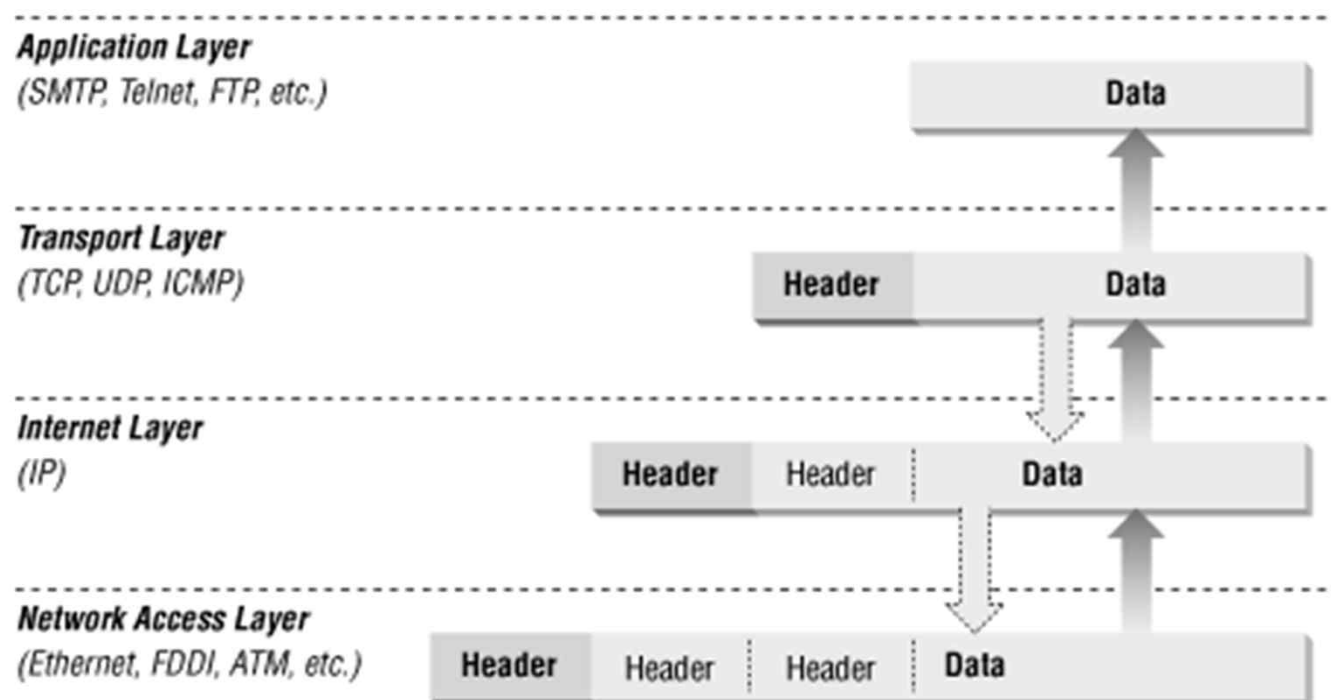 Application Layer
(SMTP, Telnet, FTP, etc.)
Data
Transport Layer
(TCP, UDP, ICMP)
Header Data
Internet Layer
(IP)
Header Header Data
Network Access Layer
(Ethernet, FDDI, ATM, etc.)
Header Header Header Data